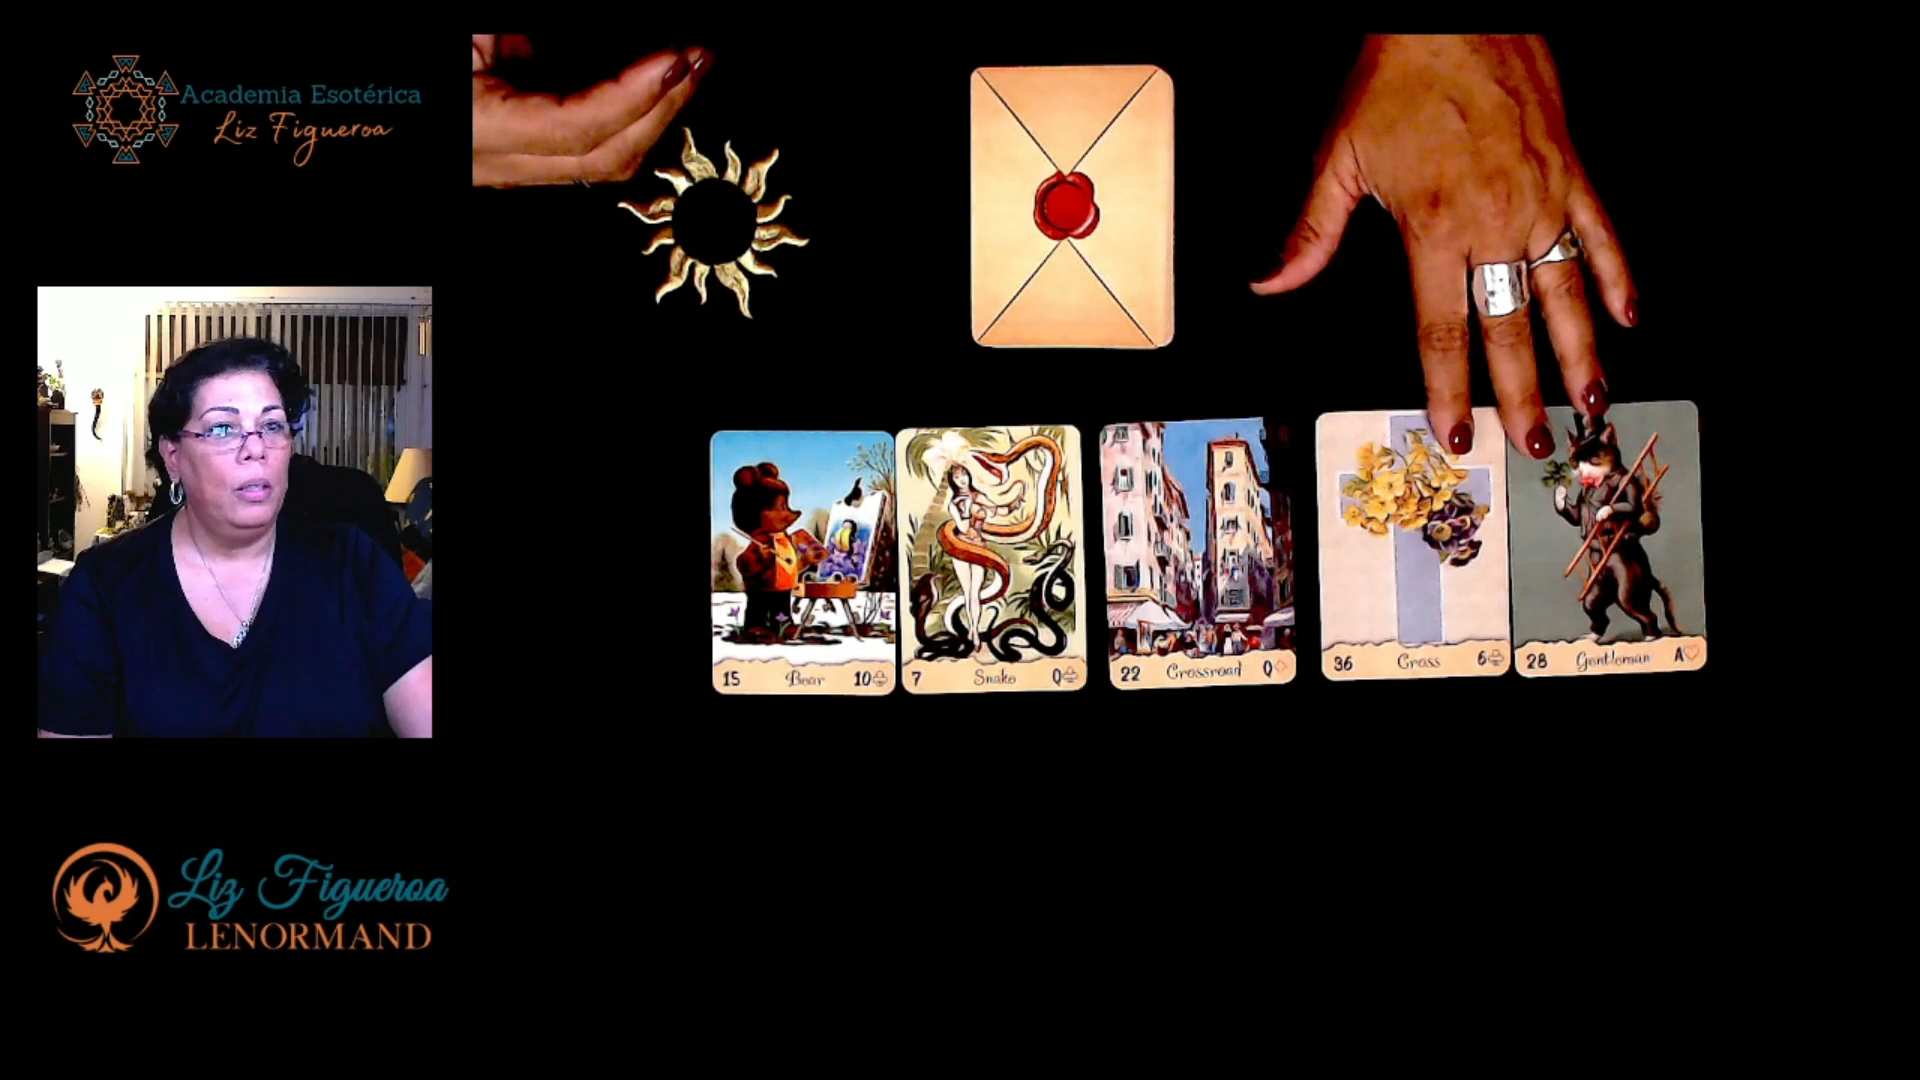 Academia Esotérica
Liz Figueroa
15 Bear 10
7 Snake Q
22 Crossroad Q
36 Cross 6
28 Gentleman A
Liz Figueroa
LENORMAND